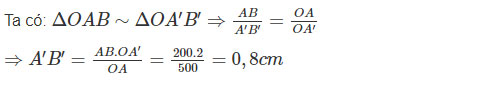 Ta có: ΔOAB ∼ ΔOA′B′ ⇒ AB/A′B′ = OA/OA′
⇒ A′B′ = AB.OA′/OA = 200.2/500 = 0,8cm